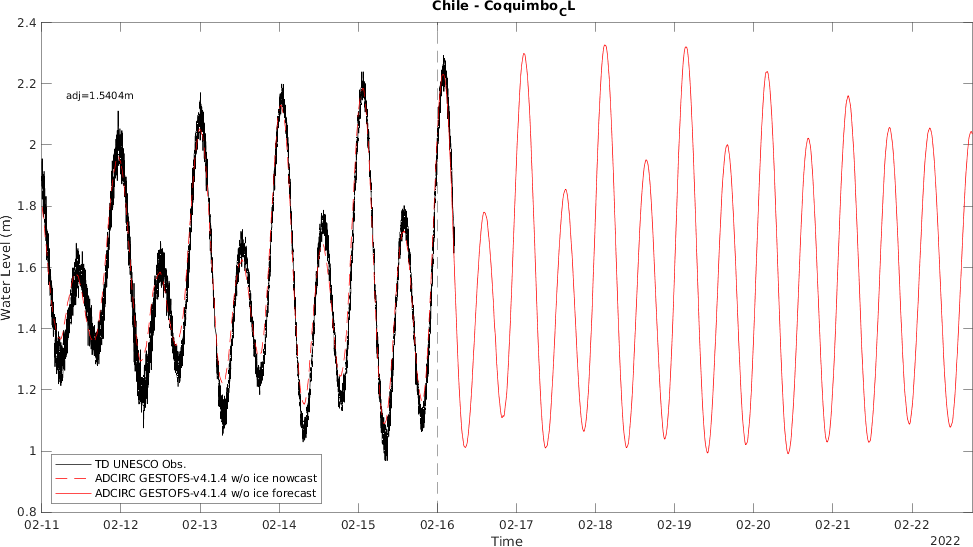 Chile - Coquimbo_CL
2.4
2.2
adj=1.5404m
2
1.8
1.6
Water Level (m)
1.4
1.2
1
TD UNESCO Obs.
ADCIRC GESTOFS-v4.1.4 w/o ice nowcast
ADCIRC GESTOFS-v4.1.4 w/o ice forecast
0.8
02-11 02-12 02-13 02-14 02-15 02-16 02-17 02-18 02-19 02-20 02-21 02-22
Time
2022